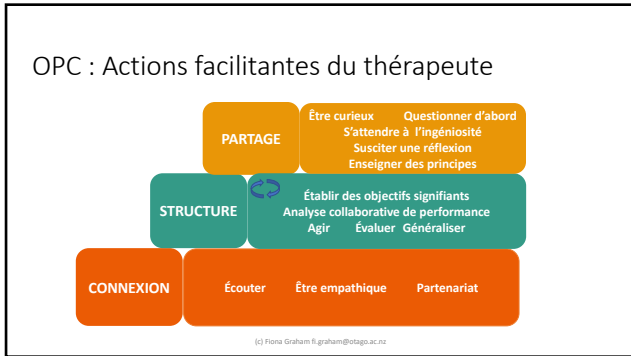 OPC : Actions facilitantes du thérapeute
PARTAGE
Être curieux Questionner d'abord
S'attendre à l'ingéniosité
Susciter une réflexion
Enseigner des principes
STRUCTURE
Établir des objectifs signifiants
Analyse collaborative de performance
Agir Évaluer Généraliser
CONNEXION
Écouter Être empathique Partenariat
(c) Fiona Graham fi.graham@otago.ac.nz